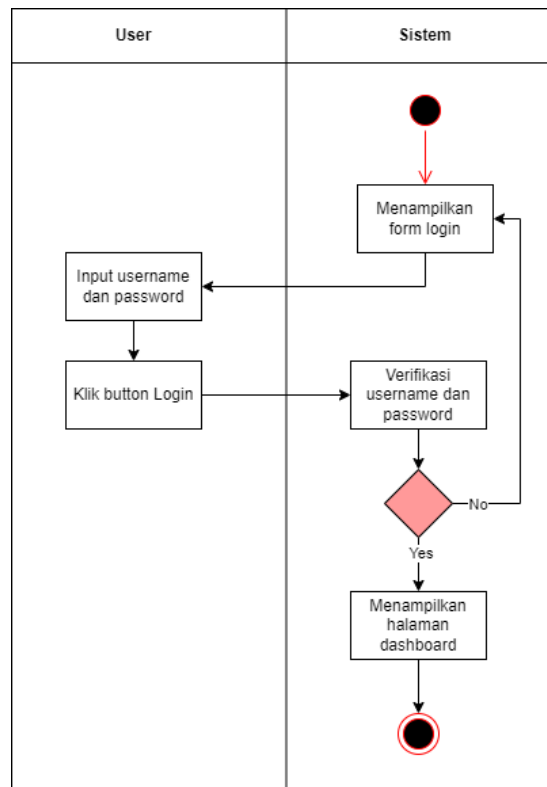 User
Sistem
Menampilkan
form login
Input username
dan password
Klik button Login
Verifikasi
username dan
password
No
Yes
Menampilkan
halaman
dashboard